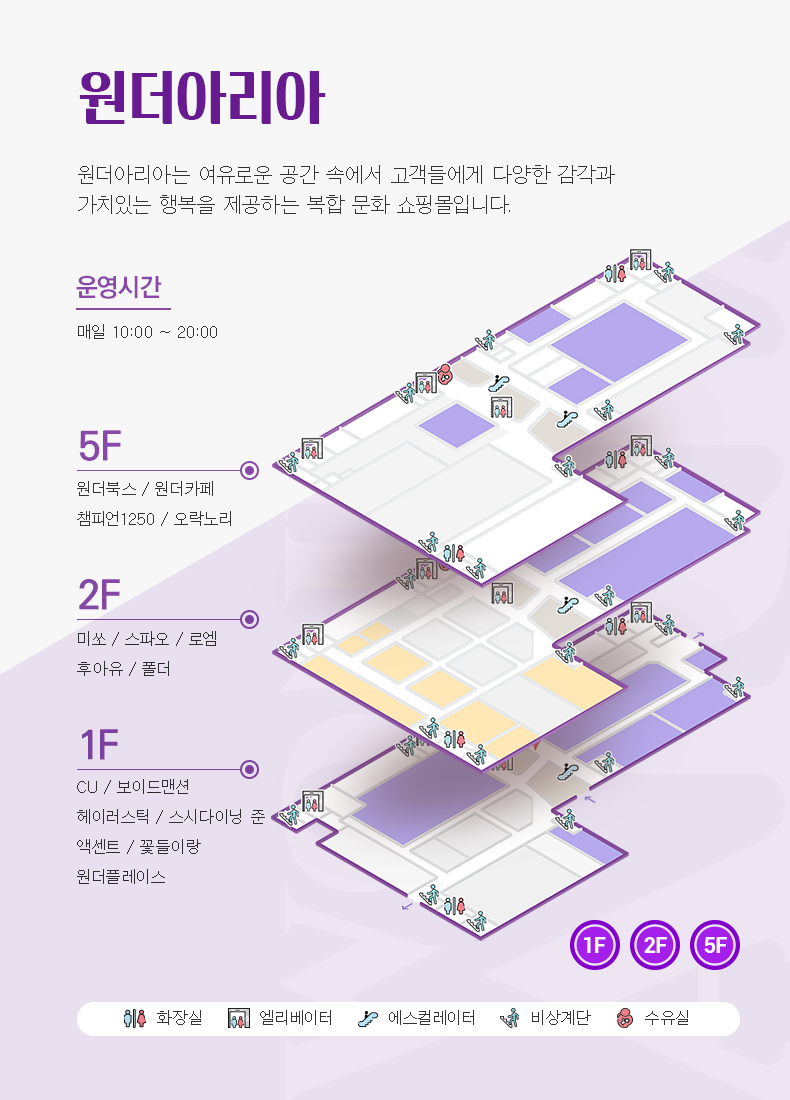 원더아리아
원더아리아는 여유로운 공간 속에서 고객들에게 다양한 감각과
가치있는 행복을 제공하는 복합 문화 쇼핑몰입니다.
운영시간
매일 10:00 ~ 20:00
5F
원더북스 / 원더카페
챔피언1250 / 오락노리
2F
미쏘 / 스파오 / 로엠
후아유 / 폴더
1F
CU / 보이드맨션
헤이러스틱 / 스시다이닝 준
액센트 / 꽃들이랑
원더플레이스
1F 2F 5F
화장실 엘리베이터 에스컬레이터 비상계단 수유실